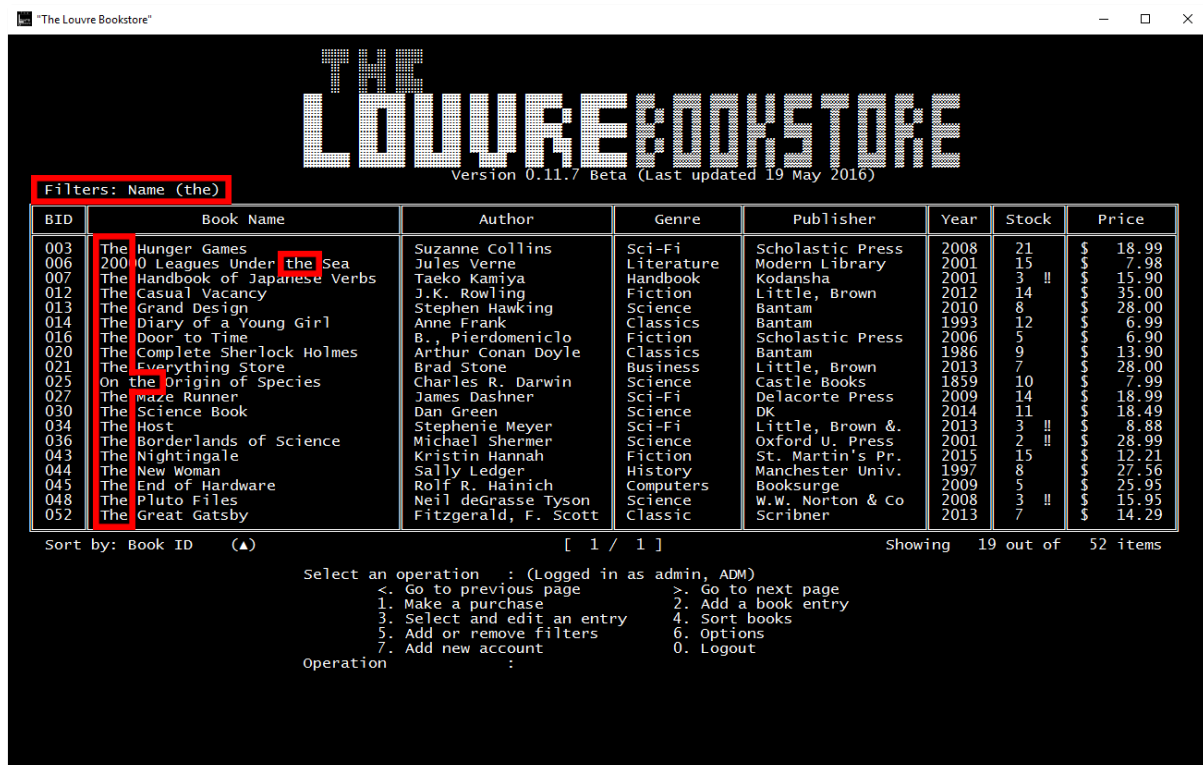 "The Louvre Bookstore"
THE
LOUVRE BOOKSTORE
Version 0.11.7 Beta (Last updated 19 May 2016)
Filters: Name (the)
BID Book Name Author Genre Publisher Year Stock Price
003 The Hunger Games Suzanne Collins Sci-Fi Scholastic Press 2008 21 $ 18.99
006 20000 Leagues Under the Sea Jules Verne Literature Modern Library 2001 15 $ 7.98
007 The Handbook of Japanese Verbs Taeko Kamiya Handbook Kodansha 2001 3 ‼ $ 15.90
012 The Casual Vacancy J.K. Rowling Fiction Little, Brown 2012 14 $ 35.00
013 The Grand Design Stephen Hawking Science Bantam 2010 8 $ 28.00
014 The Diary of a Young Girl Anne Frank Classics Bantam 1993 12 $ 6.99
016 The Door to Time B., Pierdomeniclo Fiction Scholastic Press 2006 5 $ 6.90
020 The Complete Sherlock Holmes Arthur Conan Doyle Classics Bantam 1986 9 $ 13.90
021 The Everything Store Brad Stone Business Little, Brown 2013 7 $ 28.00
025 On the Origin of Species Charles R. Darwin Science Castle Books 1859 10 $ 7.99
027 The Maze Runner James Dashner Sci-Fi Delacorte Press 2009 14 $ 18.99
030 The Science Book Dan Green Science DK 2014 11 $ 18.49
034 The Host Stephenie Meyer Sci-Fi Little, Brown &. 2013 3 ‼ $ 8.88
036 The Borderlands of Science Michael Shermer Science Oxford U. Press 2001 2 ‼ $ 28.99
043 The Nightingale Kristin Hannah Fiction St. Martin's Pr. 2015 15 $ 12.21
044 The New Woman Sally Ledger History Manchester Univ. 1997 8 $ 27.56
045 The End of Hardware Rolf R. Hainich Computers Booksurge 2009 5 $ 25.95
048 The Pluto Files Neil deGrasse Tyson Science W.W. Norton & Co 2008 3 ‼ $ 15.95
052 The Great Gatsby Fitzgerald, F. Scott Classic Scribner 2013 7 $ 14.29
Sort by: Book ID (▲) [ 1 / 1 ] Showing 19 out of 52 items
Select an operation : (Logged in as admin, ADM)
<. Go to previous page >. Go to next page
1. Make a purchase 2. Add a book entry
3. Select and edit an entry 4. Sort books
5. Add or remove filters 6. Options
7. Add new account 0. Logout
Operation :